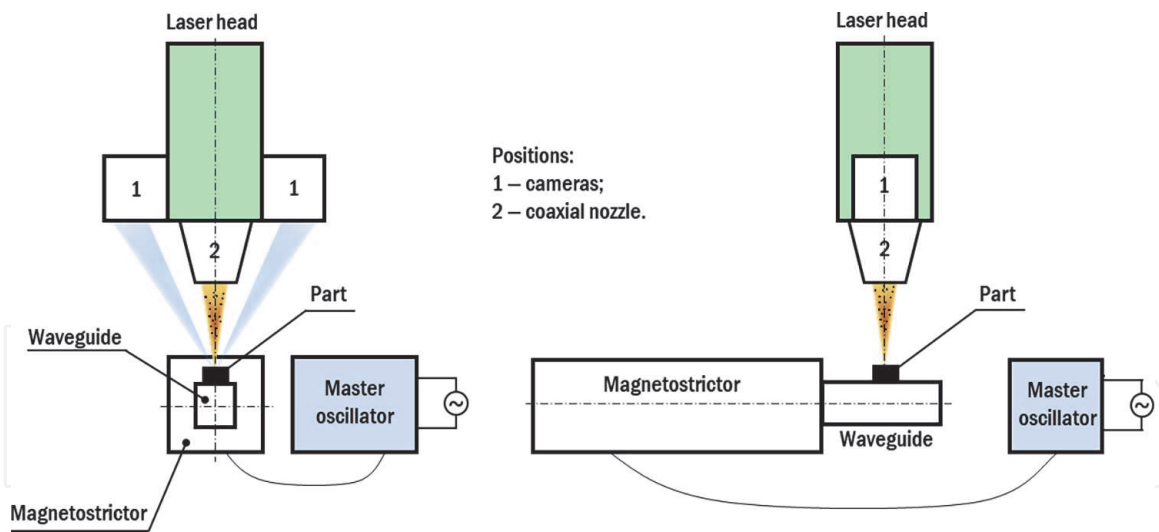 Laser head
1
1
2
Part
Waveguide
Master
oscillator
Magnetostrictor
Positions:
1 – cameras;
2 – coaxial nozzle.
Laser head
1
2
Part
Magnetostrictor
Waveguide
Master
oscillator